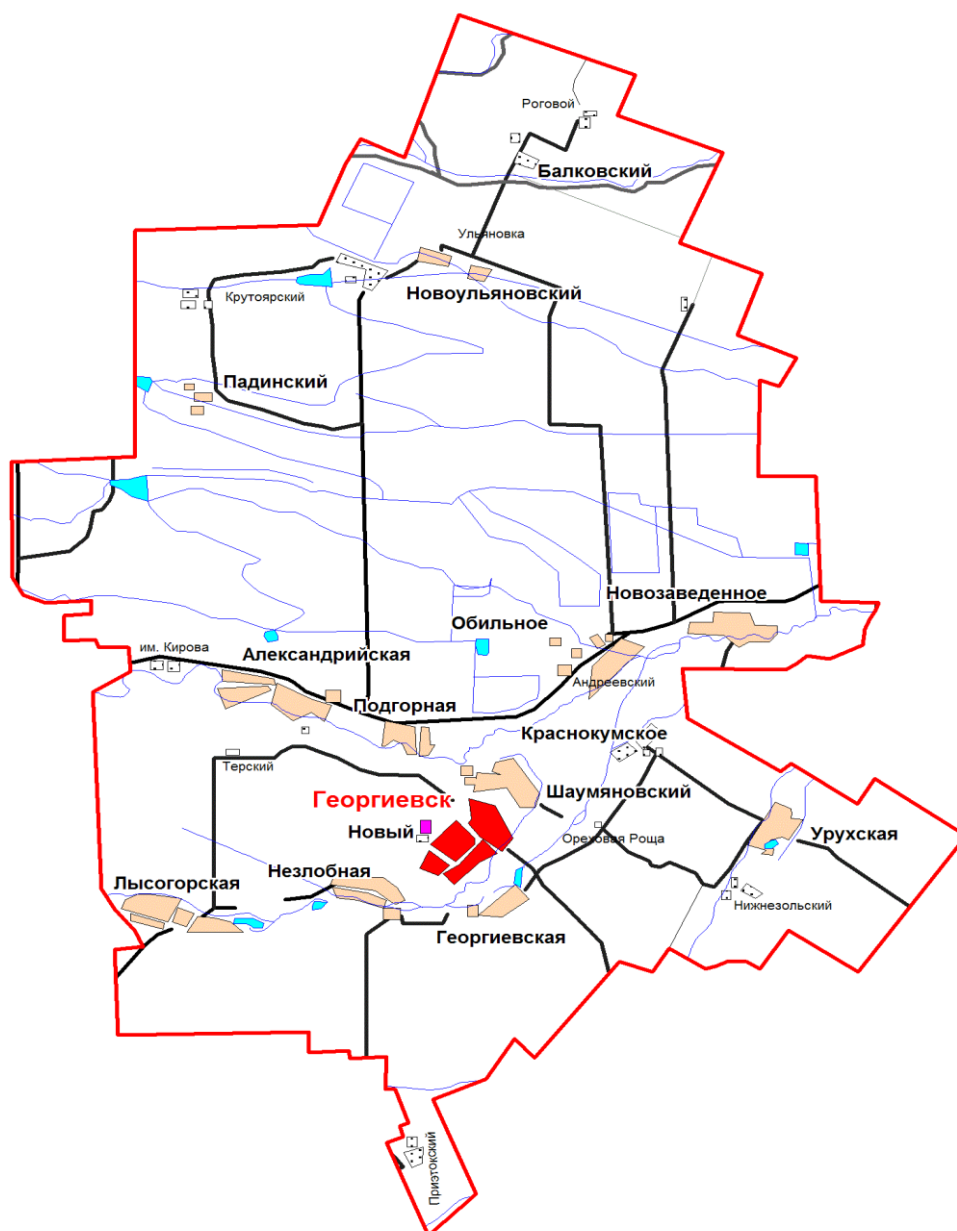 Роговой
Балковский
Ульяновка
Крутоярский
Новоульяновский
Падинский
Новозаведенное
Обильное
им. Кирова
Александрийская
Андреевский
Подгорная
Краснокумское
Терский
Георгиевск
Шаумяновский
Новый
Ореховая Роща
Урухская
Незлобная
Лысогорская
Нижнезольский
Георгиевская
Приэтокский